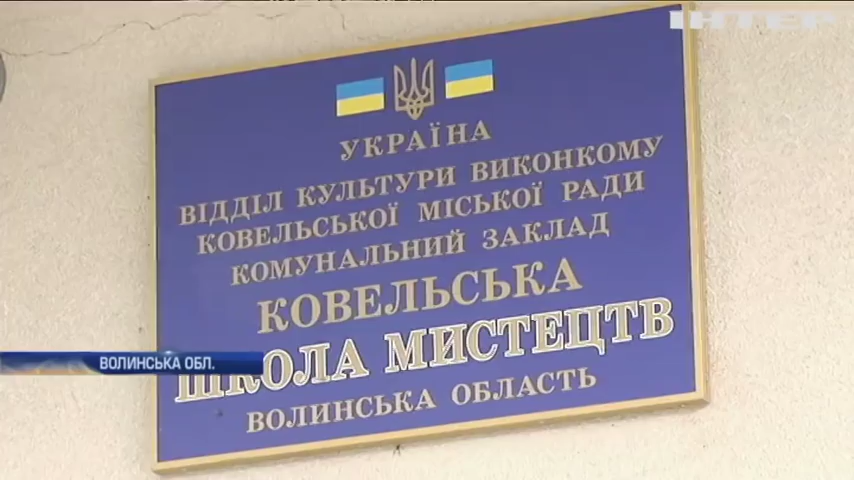 ІНТЕР
УКРАЇНА
ВІДДІЛ КУЛЬТУРИ ВИКОНКОМУ
КОВЕЛЬСЬКОЇ МІСЬКОЇ РАДИ
КОМУНАЛЬНИЙ ЗАКЛАД
КОВЕЛЬСЬКА
ШКОЛА МИСТЕЦТВ
ВОЛИНСЬКА ОБЛАСТЬ
ВОЛИНСЬКА ОБЛ.